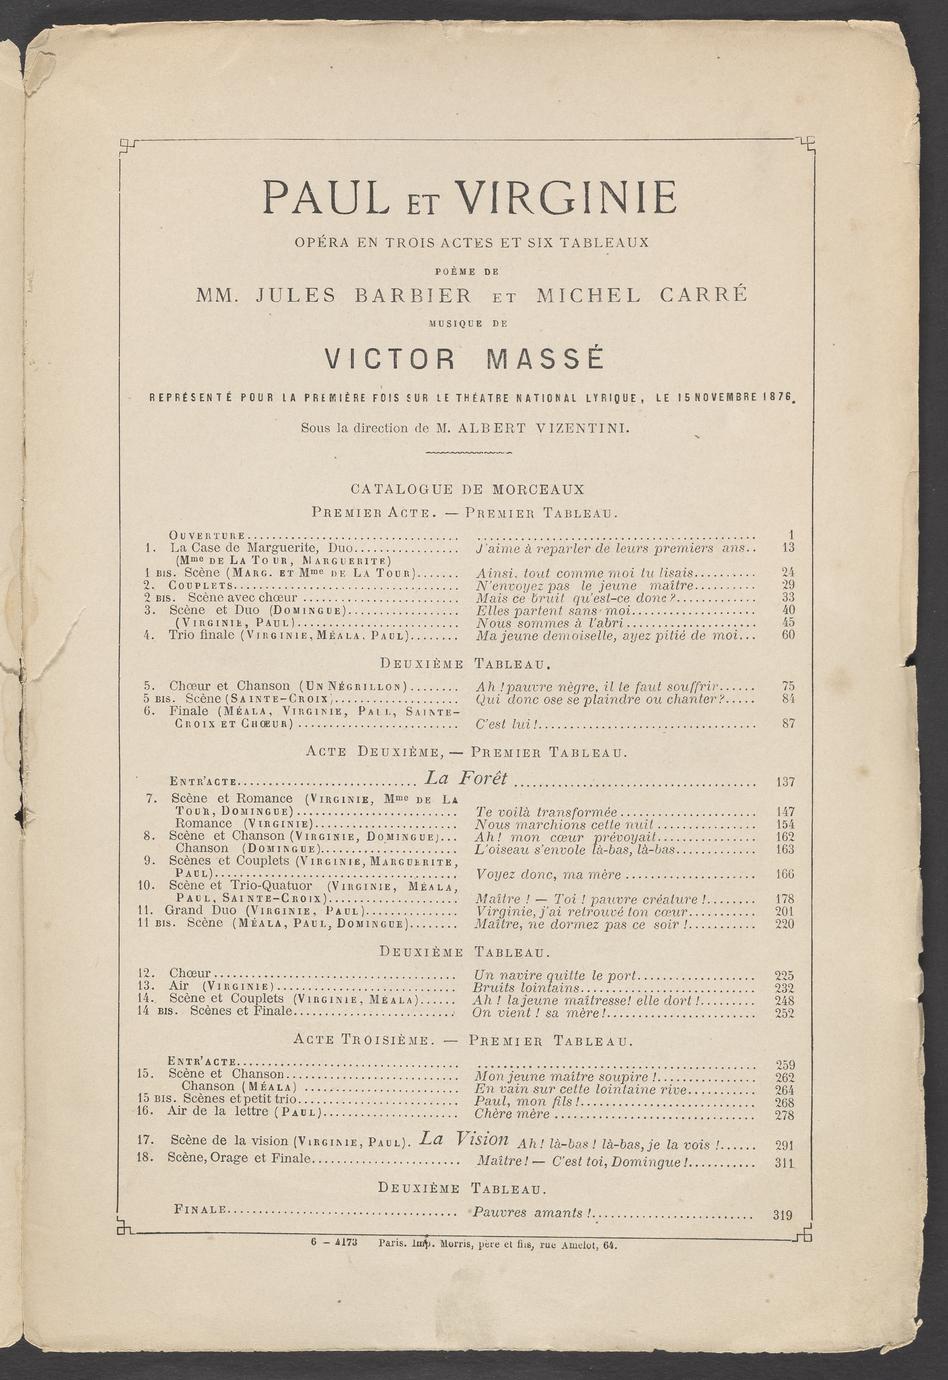 PAUL ET VIRGINIE
OPÉRA EN TROIS ACTES ET SIX TABLEAUX
POÈME DE
MM. JULES BARBIER ET MICHEL CARRÉ
MUSIQUE DE
VICTOR MASSÉ
REPRÉSENTÉ POUR LA PREMIÈRE FOIS SUR LE THÉATRE NATIONAL LYRIQUE, LE 15 NOVEMBRE 1876.
Sous la direction de M. ALBERT VIZENTINI.
CATALOGUE DE MORCEAUX
PREMIER ACTE. — PREMIER TABLEAU.
OUVERTURE.................................. ............................................. 1
1. La Case de Marguerite, Duo................. J'aime à reparler de leurs premiers ans.. 13
(Mme DE LA TOUR, MARGUERITE)
1 BIS. Scène (MARG. ET Mme DE LA TOUR)....... Ainsi, tout comme moi tu lisais.......... 24
2. COUPLETS.................................... N'envoyez pas le jeune maître.......... 29
2 BIS. Scène avec chœur ......................... Mais ce bruit qu'est-ce donc ?............. 33
3. Scène et Duo (DOMINGUE).................. Elles partent sans moi.................... 40
(VIRGINIE, PAUL).......................... Nous sommes à l'abri ..................... 45
4. Trio finale (VIRGINIE, MÉALA, PAUL)........ Ma jeune demoiselle, ayez pitié de moi... 60
DEUXIÈME TABLEAU.
5. Chœur et Chanson (UN NÉGRILLON)........ Ah ! pauvre nègre, il te faut souffrir...... 75
5 BIS. Scène (SAINTE-CROIX).................... Qui donc ose se plaindre ou chanter ?..... 84
6. Finale (MÉALA, VIRGINIE, PAUL, SAINTE-
CROIX ET CHŒUR) .......................... C'est lui !................................... 87
ACTE DEUXIÈME, — PREMIER TABLEAU.
ENTR'ACTE............................. La Forêt ....................................... 137
7. Scène et Romance (VIRGINIE, Mme DE LA
TOUR, DOMINGUE).......................... Te voilà transformée ...................... 147
Romance (VIRGINIE)....................... Nous marchions cette nuit ................ 154
8. Scène et Chanson (VIRGINIE, DOMINGUE)... Ah ! mon cœur prévoyait................ 162
Chanson (DOMINGUE)...................... L'oiseau s'envole là-bas, là-bas............. 163
9. Scènes et Couplets (VIRGINIE, MARGUERITE,
PAUL)....................................... Voyez donc, ma mère ..................... 166
10. Scène et Trio-Quatuor (VIRGINIE, MÉALA,
PAUL, SAINTE-CROIX)..................... Maître ! — Toi ! pauvre créature !........ 178
11. Grand Duo (VIRGINIE, PAUL)............... Virginie, j'ai retrouvé ton cœur........... 201
11 BIS. Scène (MÉALA, PAUL, DOMINGUE)........ Maître, ne dormez pas ce soir !........... 220
DEUXIÈME TABLEAU.
12. Chœur....................................... Un navire quitte le port................... 225
13. Air (VIRGINIE)............................. Bruits lointains............................ 232
14. Scène et Couplets (VIRGINIE, MÉALA)...... Ah ! la jeune maîtresse! elle dort !......... 248
14 BIS. Scènes et Finale.......................... On vient ! sa mère !........................ 252
ACTE TROISIÈME. — PREMIER TABLEAU.
ENTR'ACTE.................................... ............................................. 259
15. Scène et Chanson............................ Mon jeune maître soupire !................ 262
Chanson (MÉALA) ......................... En vain sur cette lointaine rive........... 264
15 BIS. Scènes et petit trio.......................... Paul, mon fils !............................ 268
16. Air de la lettre (PAUL)...................... Chère mère ................................ 278
17. Scène de la vision (VIRGINIE, PAUL). La Vision Ah! là-bas ! là-bas, je la vois !...... 291
18. Scène, Orage et Finale........................ Maître! — C'est toi, Domingue !........... 311
DEUXIÈME TABLEAU.
FINALE..................................... Pauvres amants !.......................... 319
6 — 4173 Paris. Imp. Morris, père et fils, rue Amelot, 64.